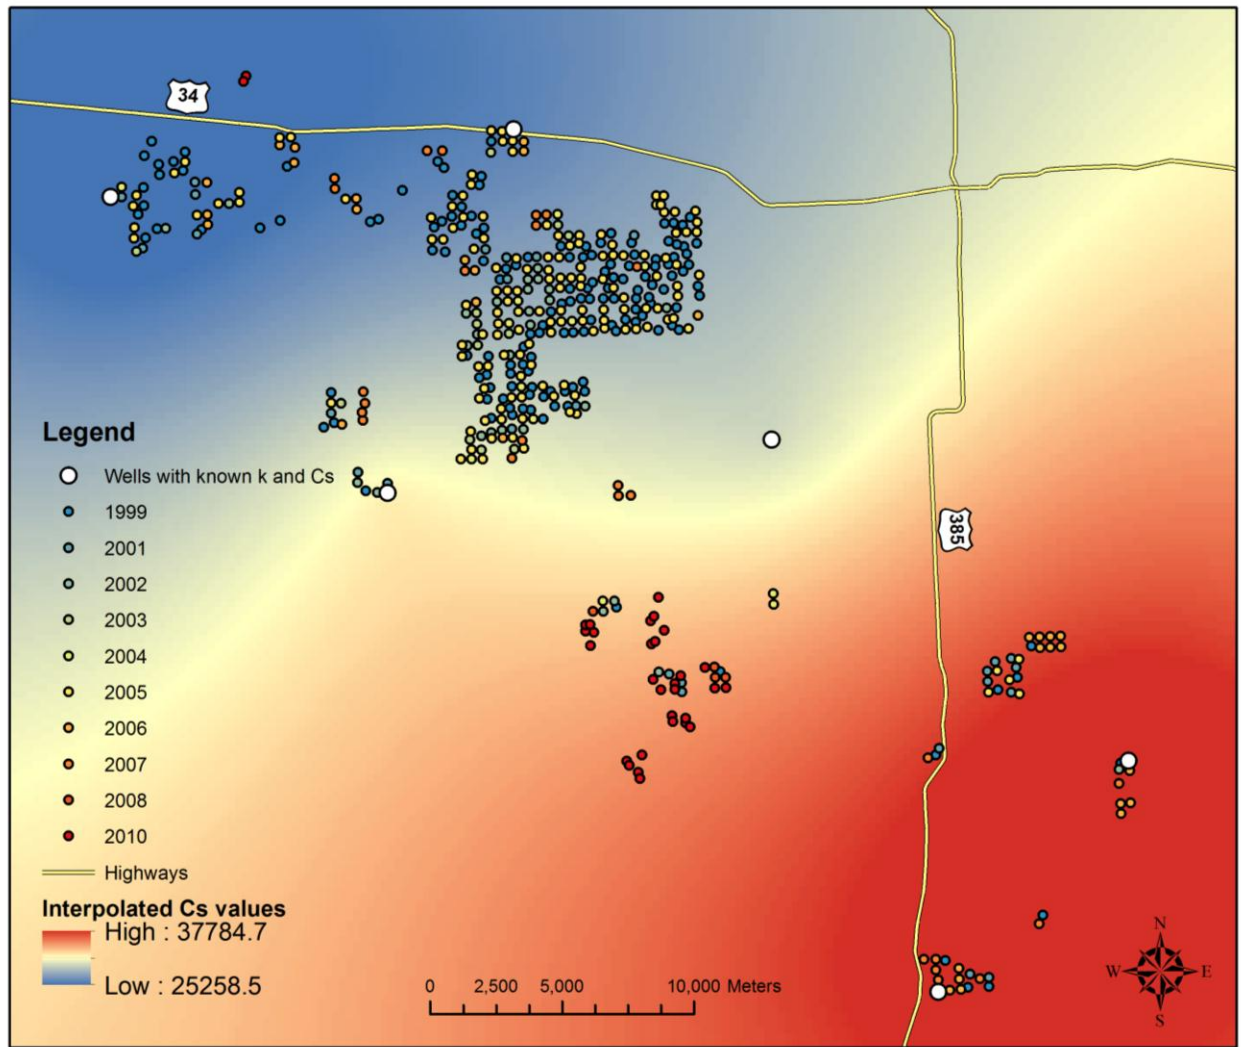 34
385
Legend
Wells with known k and Cs
1999
2001
2002
2003
2004
2005
2006
2007
2008
2010
Highways
Interpolated Cs values
High : 37784.7
Low : 25258.5
0 2,500 5,000 10,000 Meters
N
W E
S